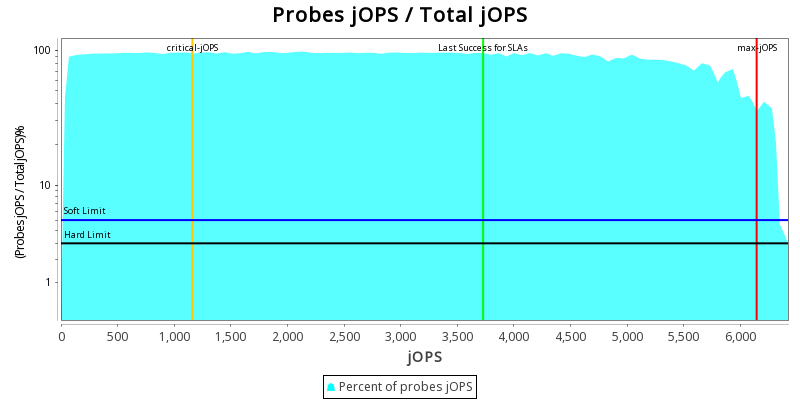 Probes jOPS / Total jOPS
critical-jOPS
Last Success for SLAs
max-jOPS
(Probes jOPS / Total jOPS)%
100
10
1
Soft Limit
Hard Limit
0 500 1,000 1,500 2,000 2,500 3,000 3,500 4,000 4,500 5,000 5,500 6,000
jOPS
Percent of probes jOPS